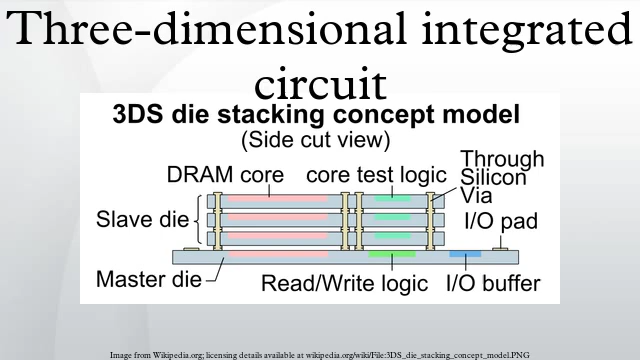 Three-dimensional integrated
circuit
3DS die stacking concept model
(Side cut view)
DRAM core
core test logic
Through
Silicon
Via
Slave die
I/O pad
Master die
Read/Write logic
I/O buffer
Image from Wikipedia.org; licensing details available at wikipedia.org/wiki/File:3DS_die_stacking_concept_model.PNG